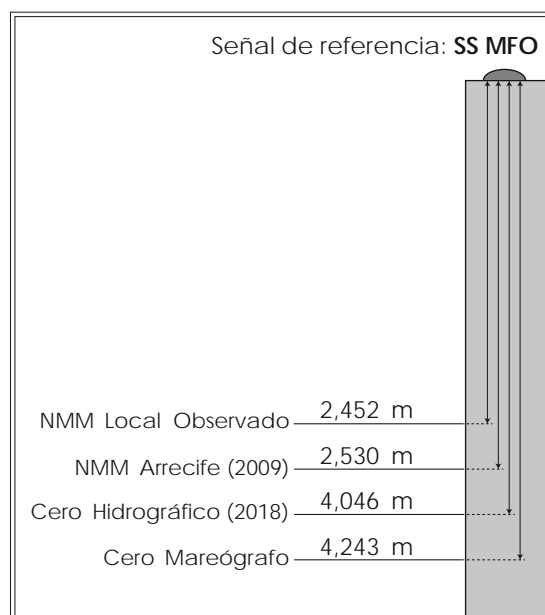 Señal de referencia: SS MFO
NMM Local Observado 2,452 m
NMM Arrecife (2009) 2,530 m
Cero Hidrográfico (2018) 4,046 m
Cero Mareógrafo 4,243 m